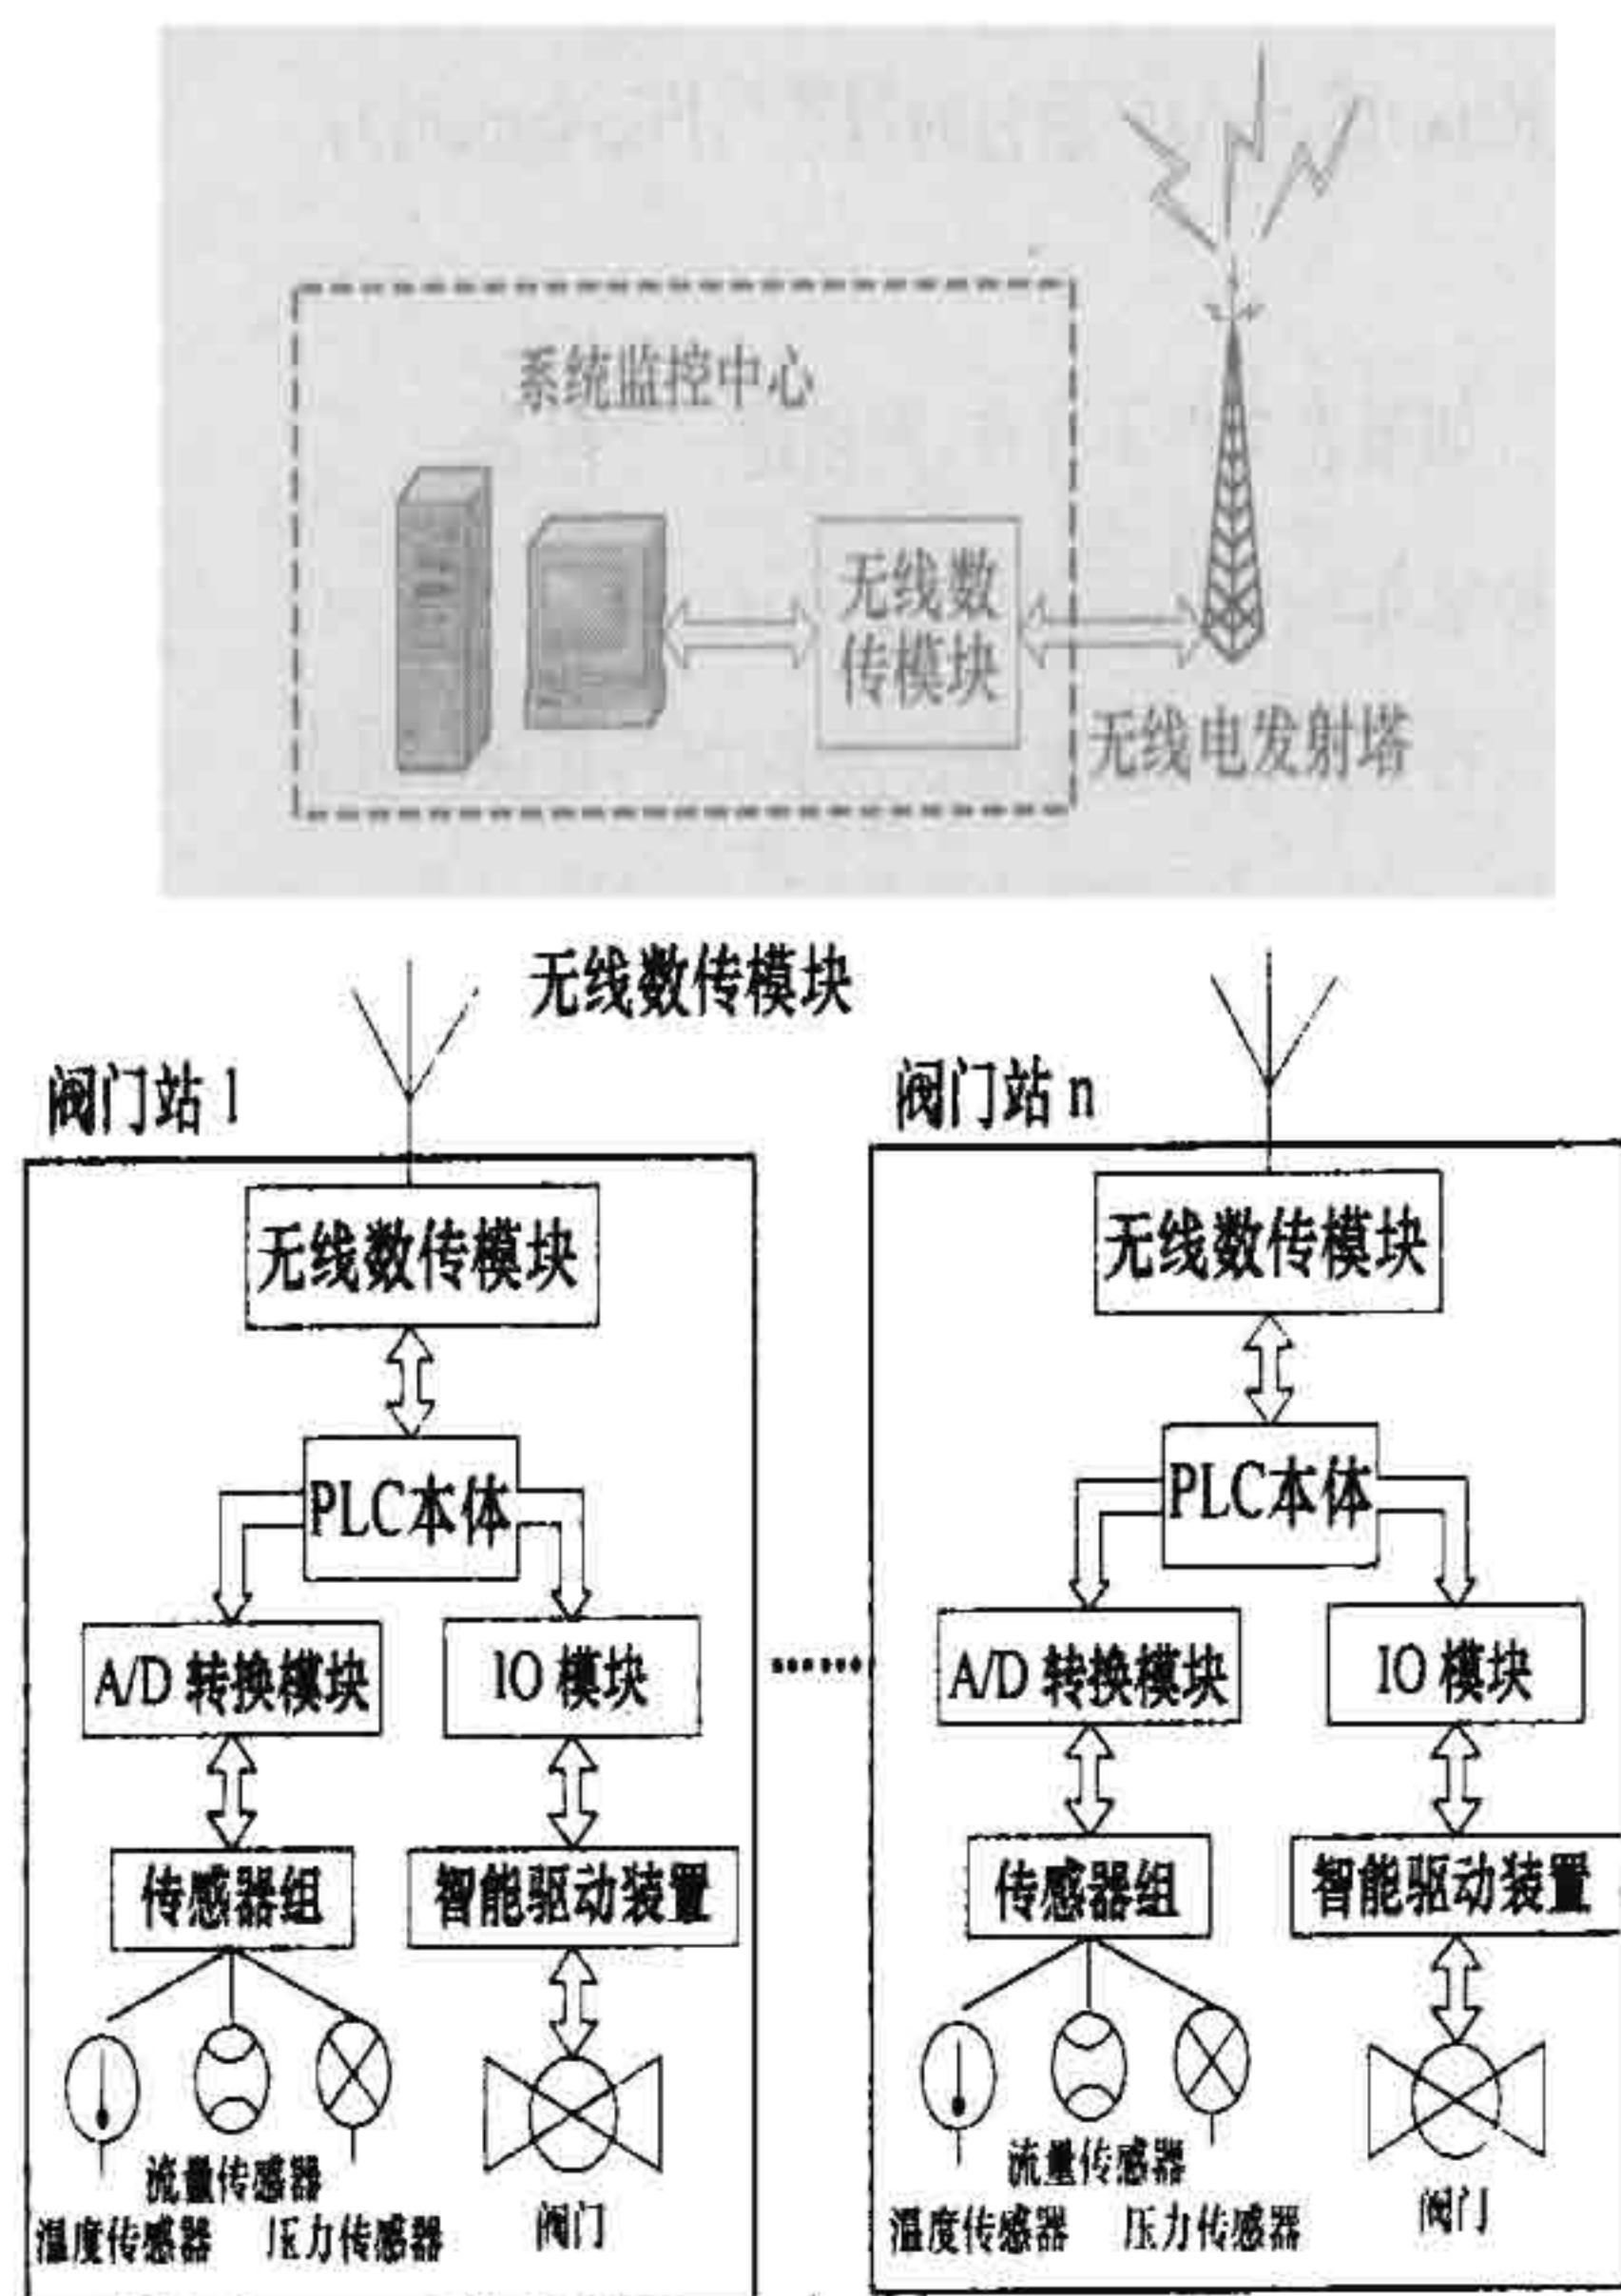 系统监控中心
无线数
传模块
无线电发射塔
无线数传模块
阀门站 1
阀门站 n
无线数传模块
无线数传模块
PLC本体
PLC本体
A/D 转换模块
IO 模块
......
A/D 转换模块
IO 模块
传感器组
智能驱动装置
传感器组
智能驱动装置
流量传感器
温度传感器
压力传感器
阀门
流量传感器
温度传感器
压力传感器
阀门